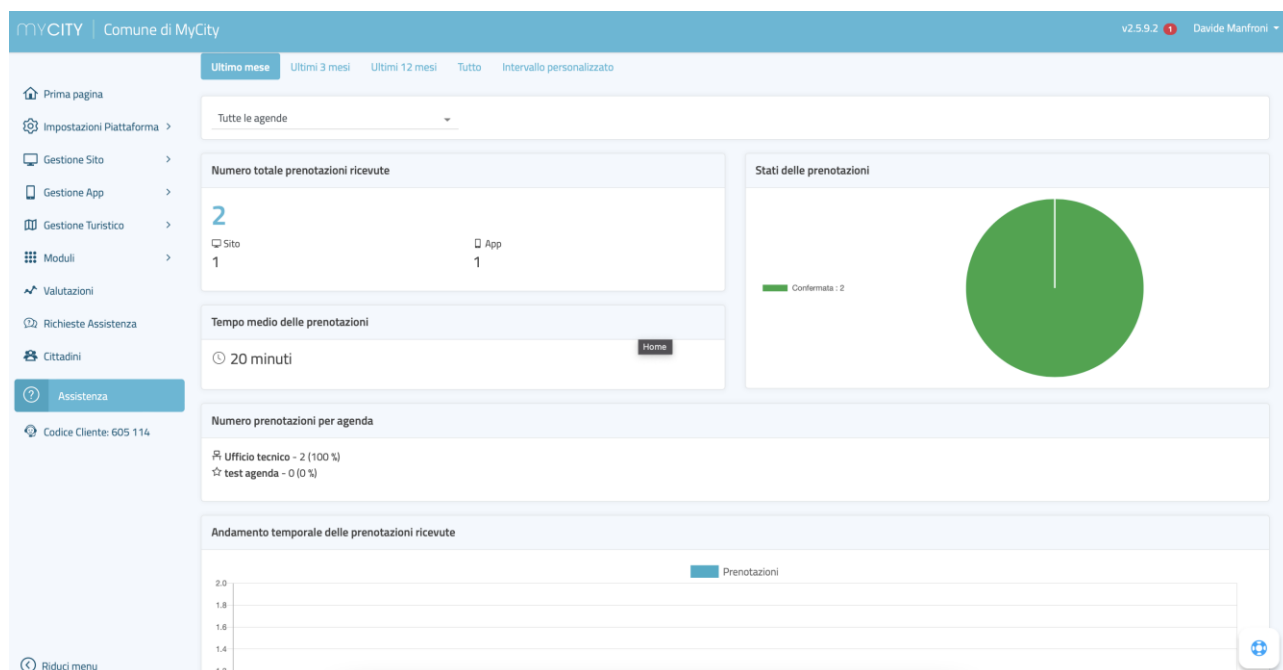 MYCITY | Comune di MyCity
v2.5.9.2 1 Davide Manfroni
Ultimo mese Ultimi 3 mesi Ultimi 12 mesi Tutto Intervallo personalizzato
Prima pagina
Impostazioni Piattaforma
Gestione Sito
Gestione App
Gestione Turistico
Moduli
Valutazioni
Richieste Assistenza
Cittadini
Assistenza
Codice Cliente: 605 114
Riduci menu
Tutte le agende
Numero totale prenotazioni ricevute
2
Sito App
1 1
Stati delle prenotazioni
Confermata : 2
Tempo medio delle prenotazioni
20 minuti
Home
Numero prenotazioni per agenda
Ufficio tecnico - 2 (100 %)
test agenda - 0 (0 %)
Andamento temporale delle prenotazioni ricevute
Prenotazioni
2.0
1.8
1.6
1.4